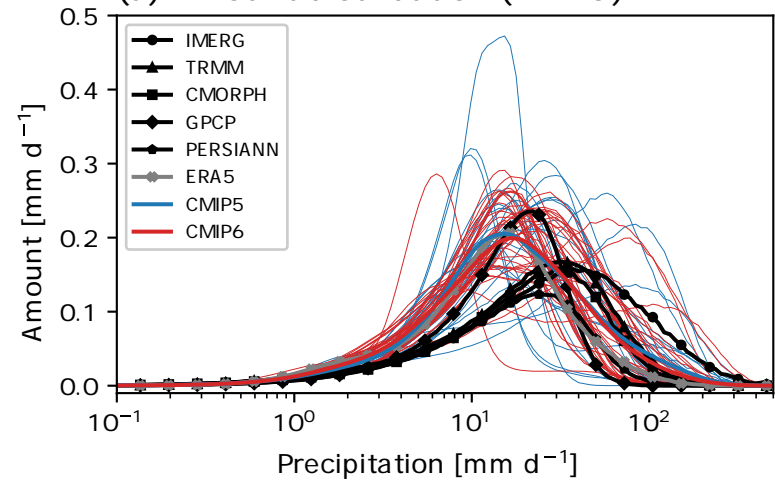 0.5
0.4
0.3
0.2
0.1
0.0
Amount [mm d⁻¹]
IMERG
TRMM
CMORPH
GPCP
PERSIANN
ERA5
CMIP5
CMIP6
10⁻¹ 10⁰ 10¹ 10²
Precipitation [mm d⁻¹]